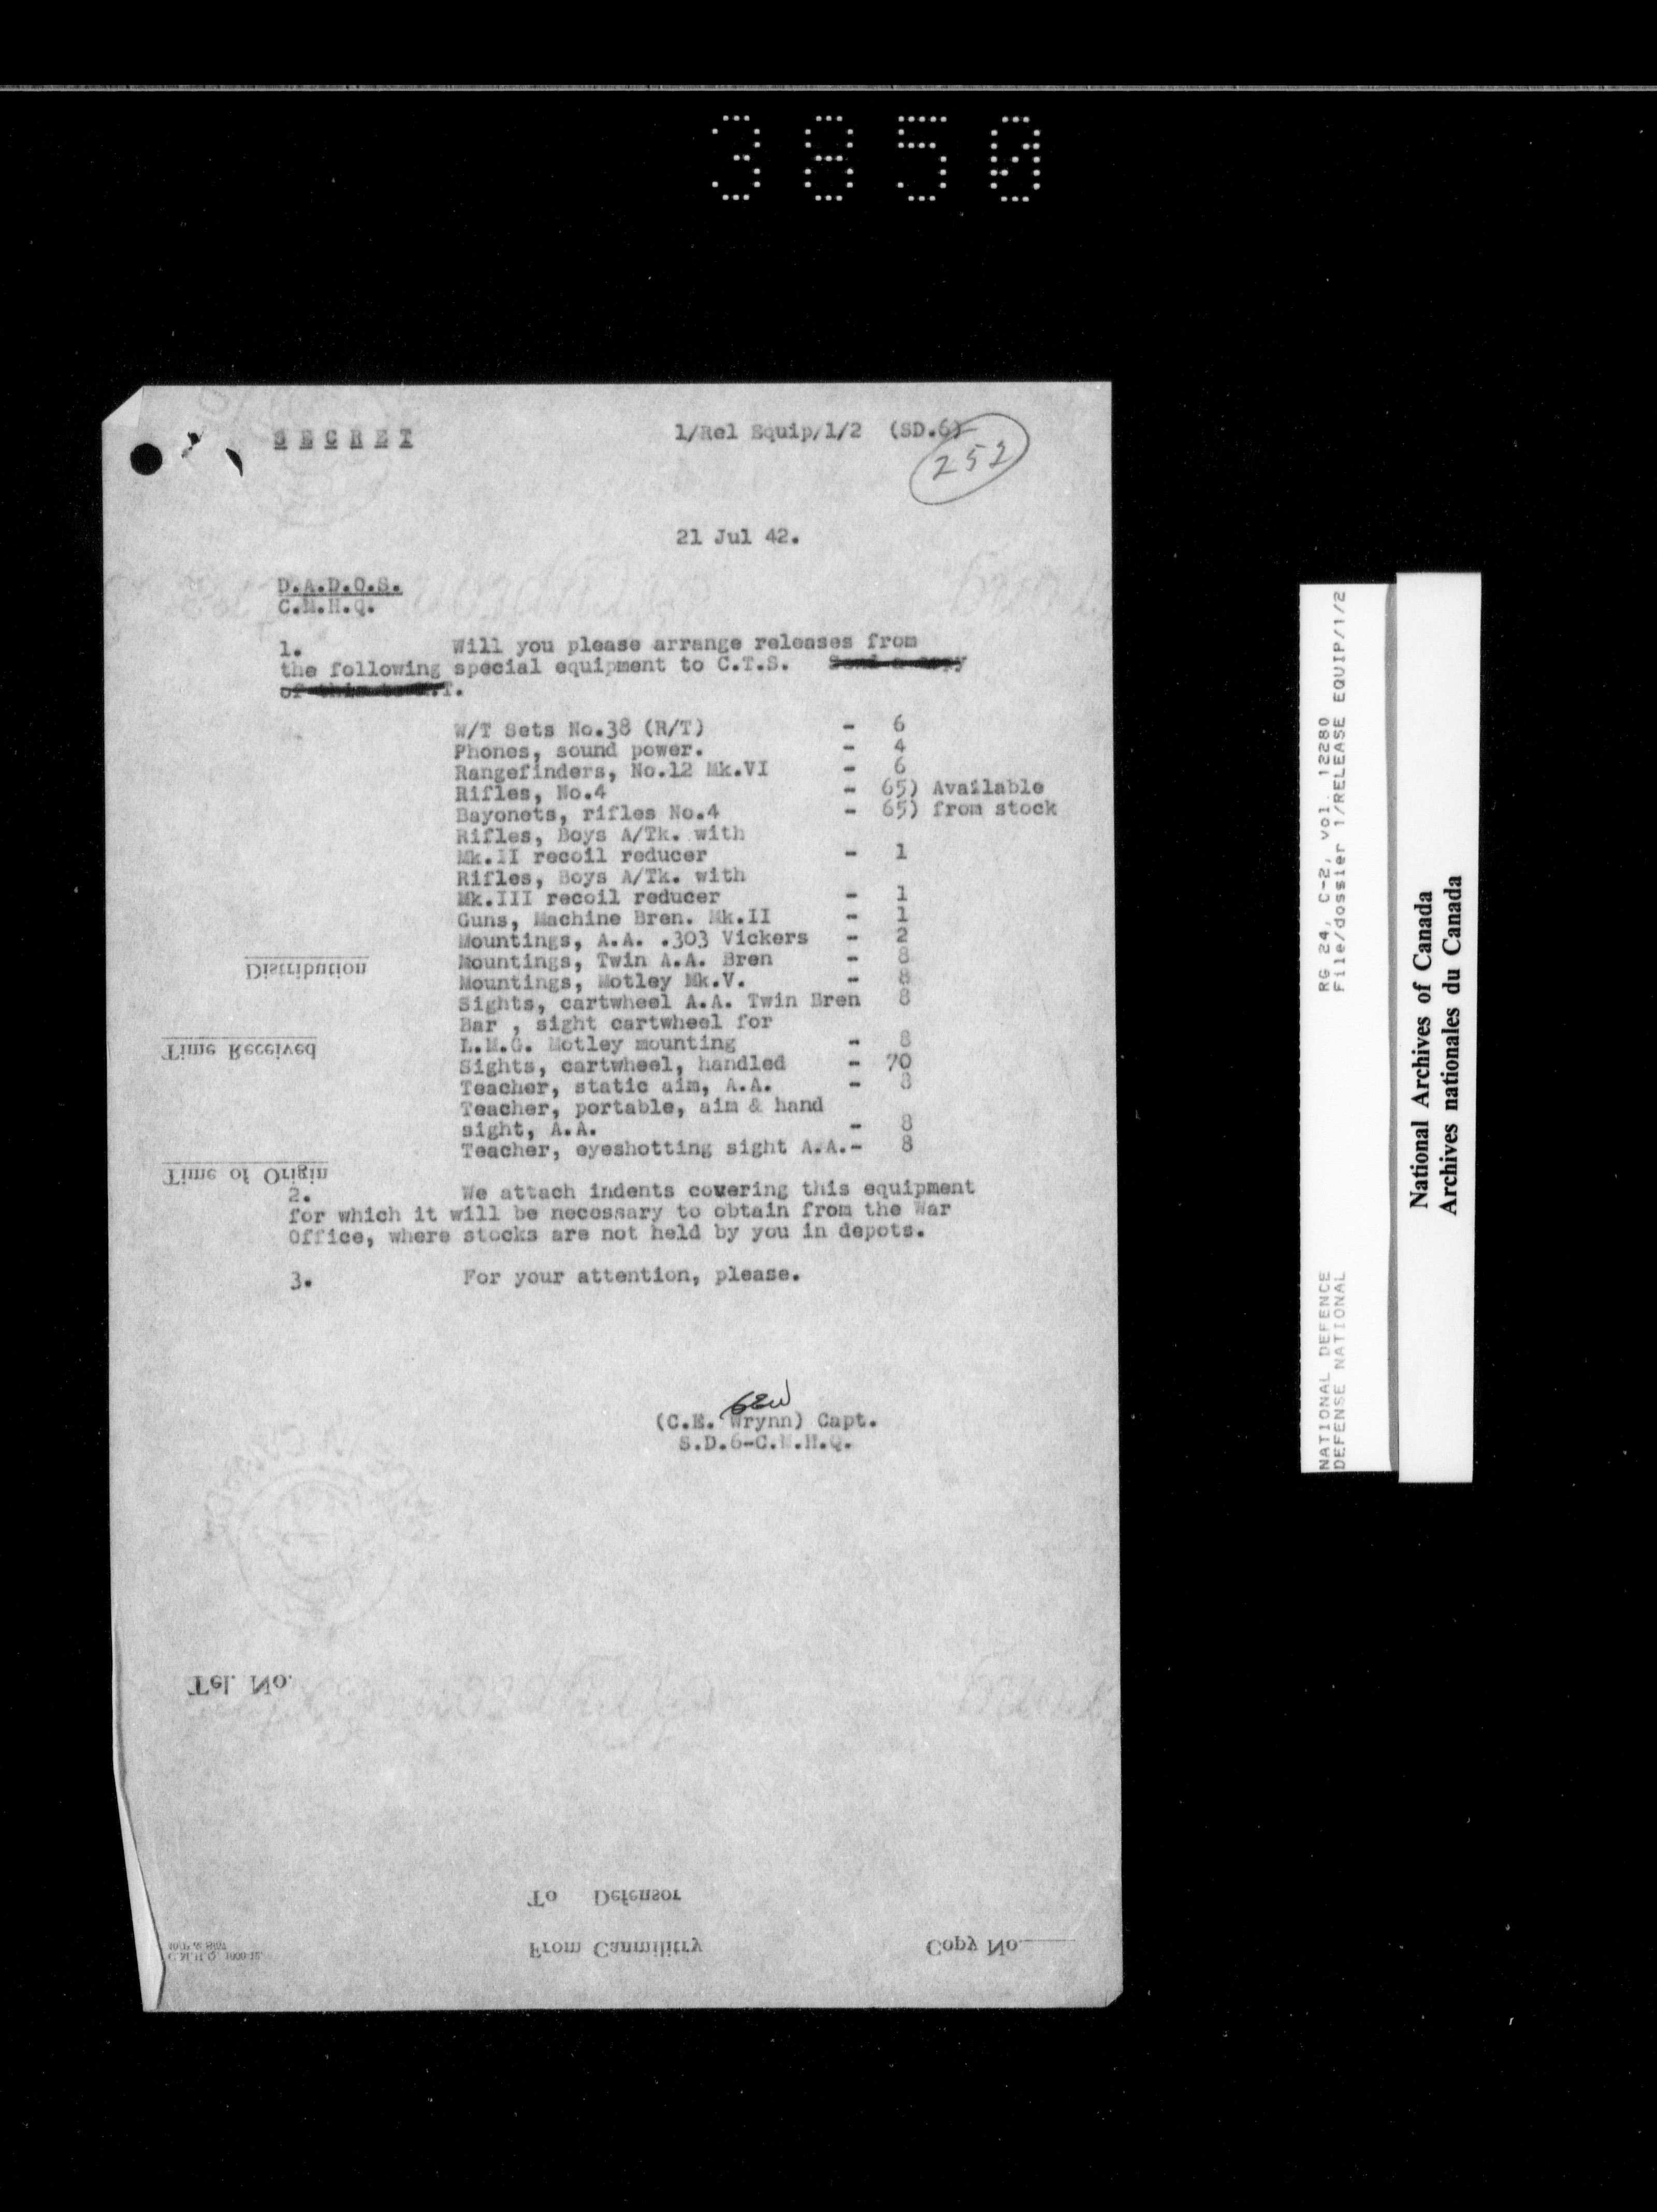 3850
SECRET
1/Rel Equip/1/2 (SD.6)
252
21 Jul 42.
D.A.D.O.S.
C.M.H.Q.
1. Will you please arrange releases from
the following special equipment to C.T.S. Send a copy
of this to
W/T Sets No.38 (R/T) - 6
Phones, sound power. - 4
Rangefinders, No.12 Mk.VI - 6
Rifles, No.4 - 65) Available
Bayonets, rifles No.4 - 65) from stock
Rifles, Boys A/Tk. with
Mk.II recoil reducer - 1
Rifles, Boys A/Tk. with
Mk.III recoil reducer - 1
Guns, Machine Bren. Mk.II - 1
Mountings, A.A. .303 Vickers - 2
Mountings, Twin A.A. Bren - 8
Mountings, Motley Mk.V. - 8
Sights, cartwheel A.A. Twin Bren 8
Bar , sight cartwheel for
L.M.G. Motley mounting - 8
Sights, cartwheel, handled - 70
Teacher, static aim, A.A. - 8
Teacher, portable, aim & hand
sight, A.A. - 8
Teacher, eyeshotting sight A.A.- 8
2. We attach indents covering this equipment
for which it will be necessary to obtain from the War
Office, where stocks are not held by you in depots.
3. For your attention, please.
(C.E. Wrynn) Capt.
S.D.6-C.M.H.Q.
Distribution
Time Received
Time of Origin
Tel. No.
To Defensor
From Canmilitry
Copy No.
NATIONAL DEFENCE RG 24, C-2, vol. 12280
DEFENSE NATIONAL File/dossier 1/RELEASE EQUIP/1/2
National Archives of Canada
Archives nationales du Canada